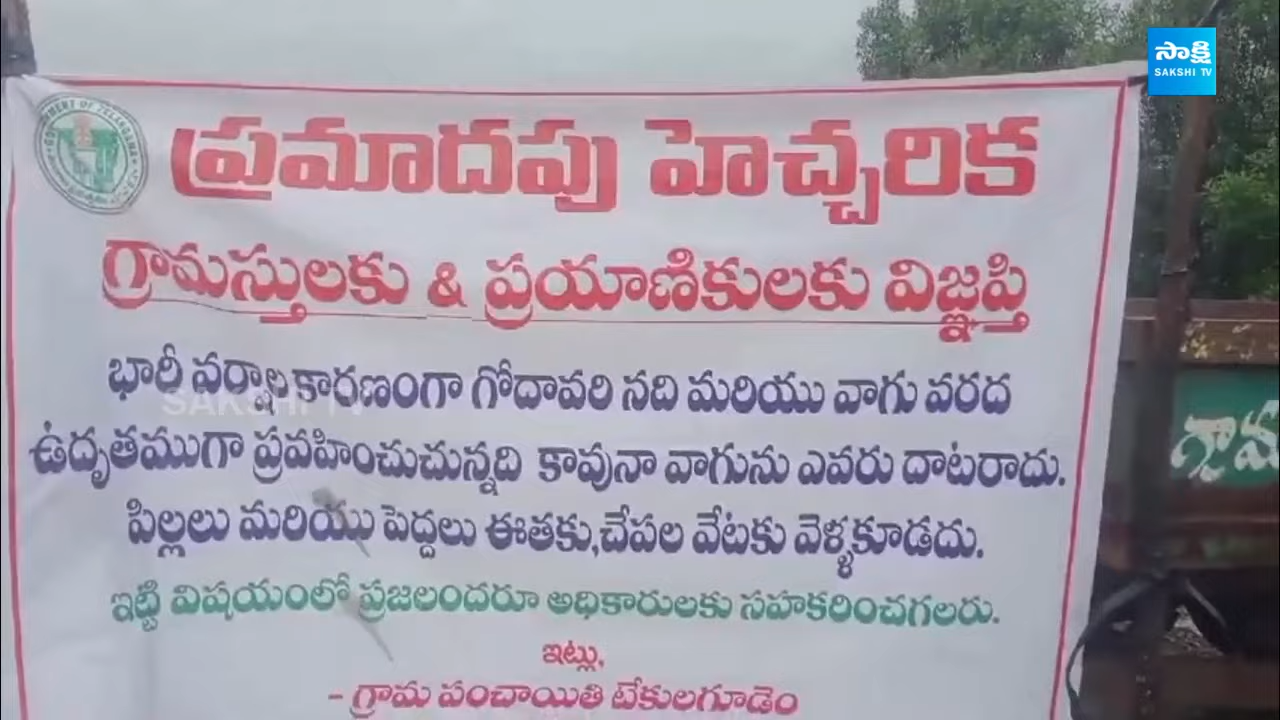 సాక్షి
SAKSHI TV
ప్రమాదపు హెచ్చరిక
గ్రామస్తులకు & ప్రయాణికులకు విజ్ఞప్తి
భారీ వర్షాల కారణంగా గోదావరి నది మరియు వాగు వరద
ఉదృతముగా ప్రవహించుచున్నది కావునా వాగును ఎవరు దాటరాదు.
పిల్లలు మరియు పెద్దలు ఈతకు,చేపల వేటకు వెళ్ళకూడదు.
ఇట్టి విషయంలో ప్రజలందరూ అధికారులకు సహకరించగలరు.
ఇట్లు,
- గ్రామ పంచాయితి టేకులగూడెం
గ్రామ
SAKSHI TV